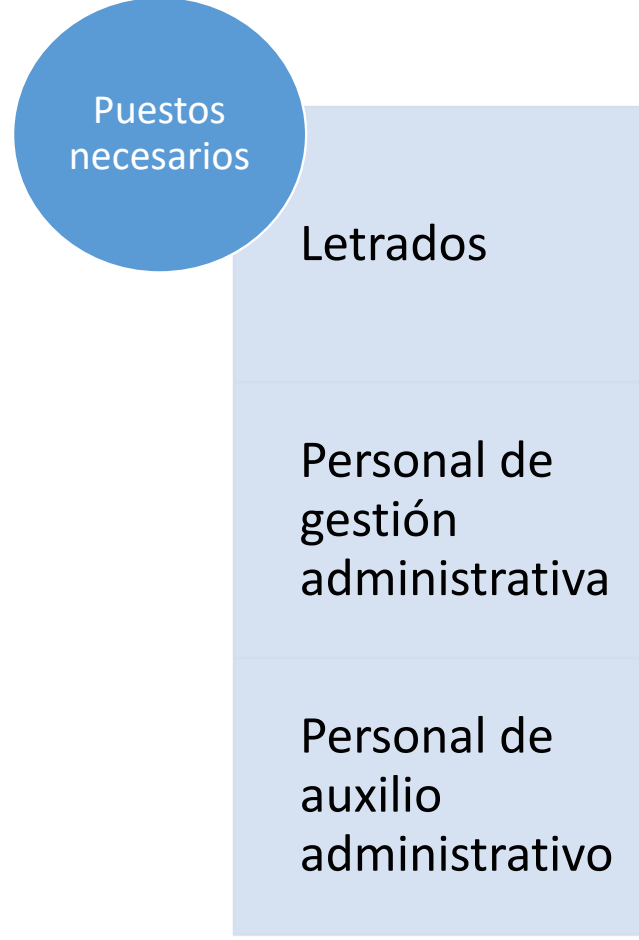 Puestos
necesarios
Letrados
Personal de
gestión
administrativa
Personal de
auxilio
administrativo